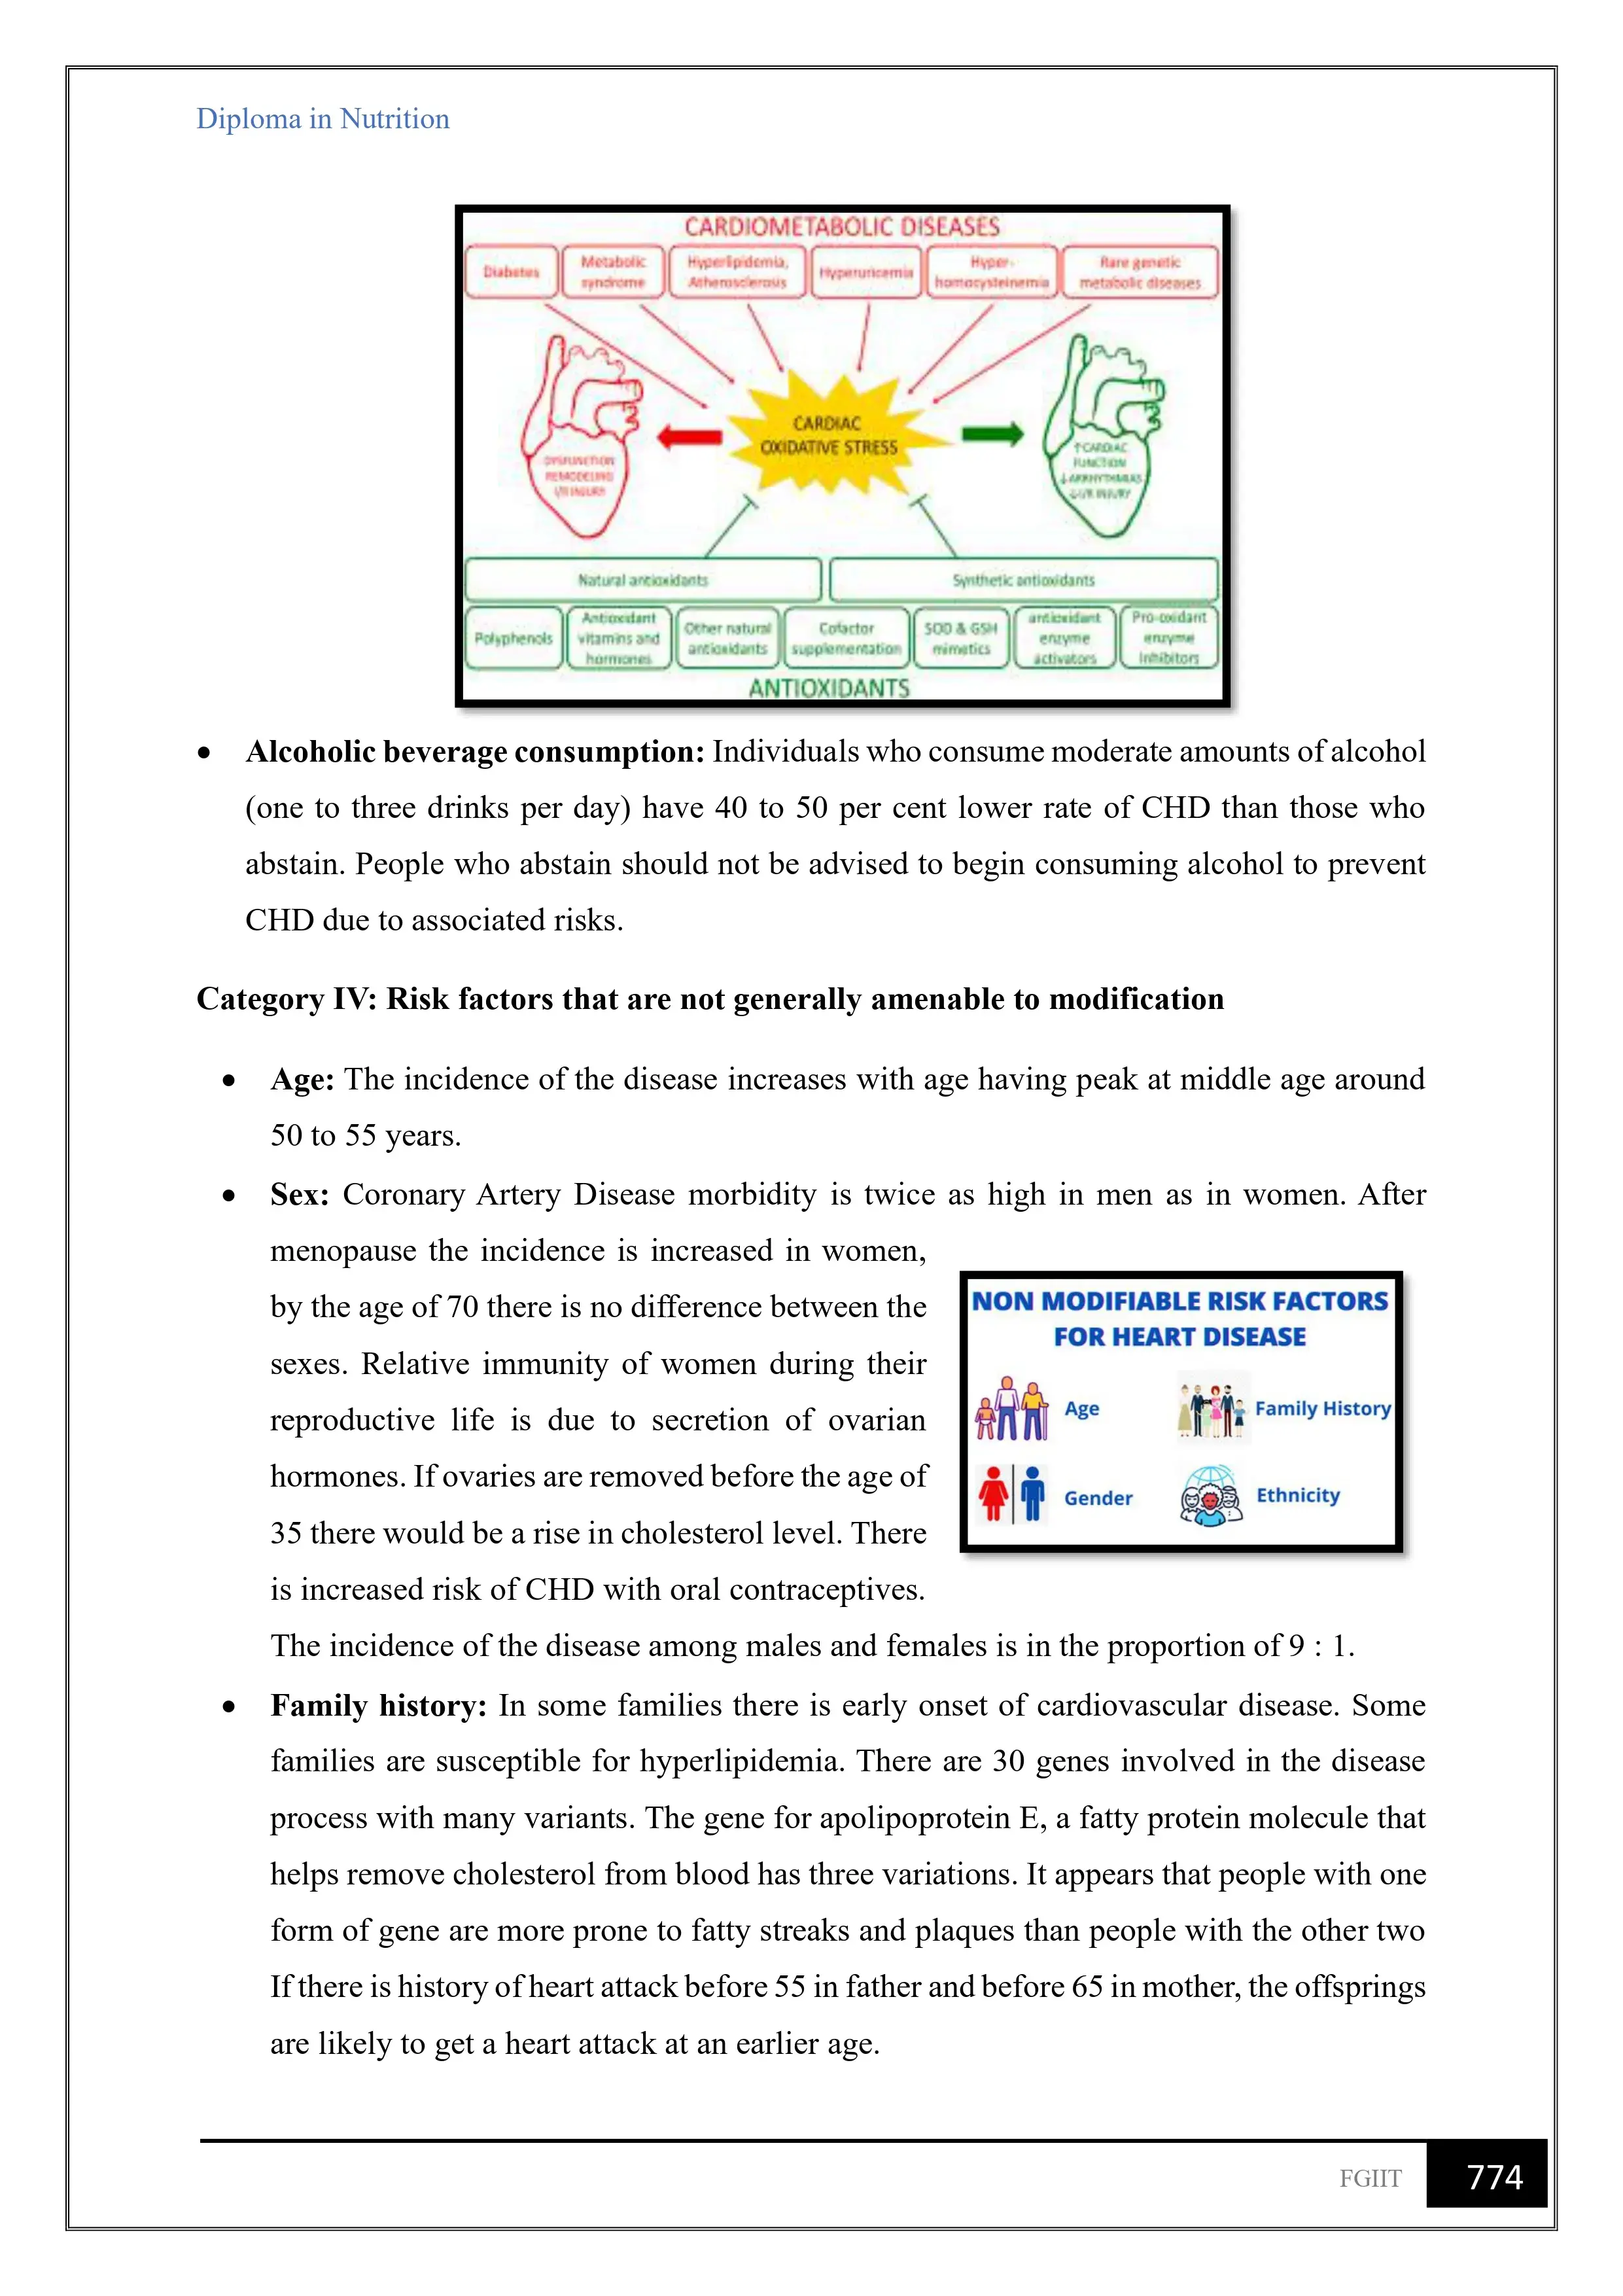 Diploma in Nutrition
CARDIOMETABOLIC DISEASES
Diabetes
Metabolic
syndrome
Hyperlipidemia,
Atherosclerosis
Hyperuricemia
Hyper-
homocysteinemia
Rare genetic
metabolic diseases
CARDIAC
OXIDATIVE STRESS
DYSFUNCTION
REMODELING
I/R INJURY
↑CARDIAC
FUNCTION
↓ARRHYTHMIAS
↓I/R INJURY
Natural antioxidants
Synthetic antioxidants
Polyphenols
Antioxidant
vitamins and
hormones
Other natural
antioxidants
Cofactor
supplementation
SOD & GSH
mimetics
antioxidant
enzyme
activators
Pro-oxidant
enzyme
Inhibitors
ANTIOXIDANTS
• Alcoholic beverage consumption: Individuals who consume moderate amounts of alcohol
(one to three drinks per day) have 40 to 50 per cent lower rate of CHD than those who
abstain. People who abstain should not be advised to begin consuming alcohol to prevent
CHD due to associated risks.
Category IV: Risk factors that are not generally amenable to modification
• Age: The incidence of the disease increases with age having peak at middle age around
50 to 55 years.
• Sex: Coronary Artery Disease morbidity is twice as high in men as in women. After
menopause the incidence is increased in women,
by the age of 70 there is no difference between the
sexes. Relative immunity of women during their
reproductive life is due to secretion of ovarian
hormones. If ovaries are removed before the age of
35 there would be a rise in cholesterol level. There
is increased risk of CHD with oral contraceptives.
The incidence of the disease among males and females is in the proportion of 9 : 1.
NON MODIFIABLE RISK FACTORS
FOR HEART DISEASE
Age
Family History
Gender
Ethnicity
• Family history: In some families there is early onset of cardiovascular disease. Some
families are susceptible for hyperlipidemia. There are 30 genes involved in the disease
process with many variants. The gene for apolipoprotein E, a fatty protein molecule that
helps remove cholesterol from blood has three variations. It appears that people with one
form of gene are more prone to fatty streaks and plaques than people with the other two
If there is history of heart attack before 55 in father and before 65 in mother, the offsprings
are likely to get a heart attack at an earlier age.
FGIIT
774